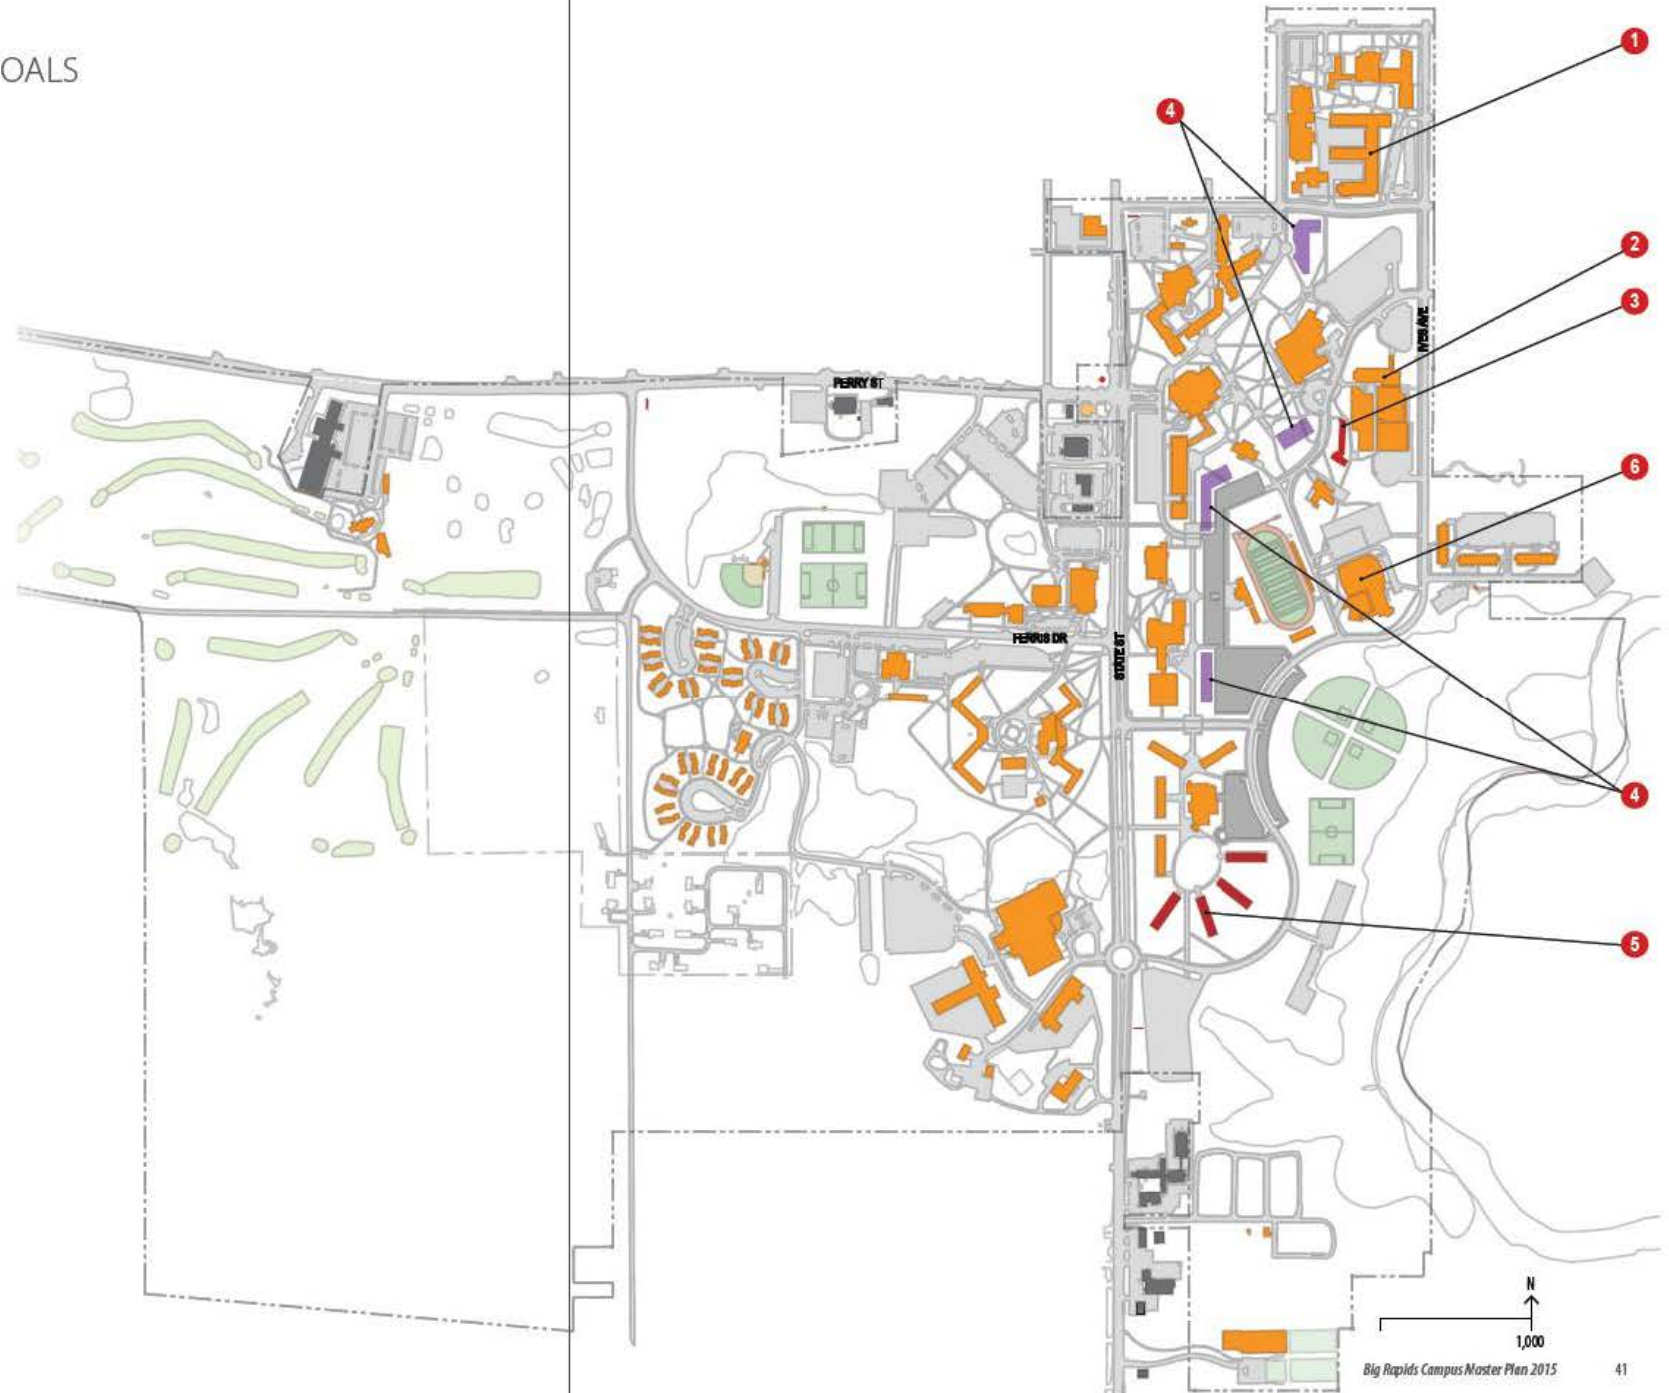 OALS
1
4
2
IVES AVE
3
PERRY ST
6
FERRIS DR
STATE ST
4
5
N
1,000
Big Rapids Campus Master Plan 2015
41